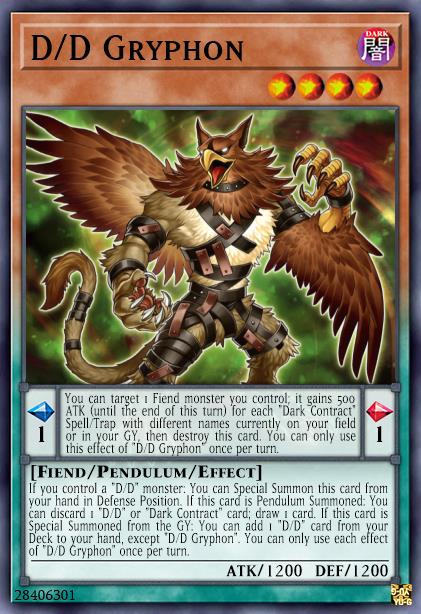 D/D Gryphon
DARK
闇
You can target 1 Fiend monster you control; it gains 500
ATK (until the end of this turn) for each "Dark Contract"
Spell/Trap with different names currently on your field
or in your GY, then destroy this card. You can only use
this effect of "D/D Gryphon" once per turn.
1
1
[Fiend/Pendulum/Effect]
If you control a "D/D" monster: You can Special Summon this card from
your hand in Defense Position. If this card is Pendulum Summoned: You
can discard 1 "D/D" or "Dark Contract" card; draw 1 card. If this card is
Special Summoned from the GY: You can add 1 "D/D" card from your
Deck to your hand, except "D/D Gryphon". You can only use each effect
of "D/D Gryphon" once per turn.
ATK/1200 DEF/1200
28406301